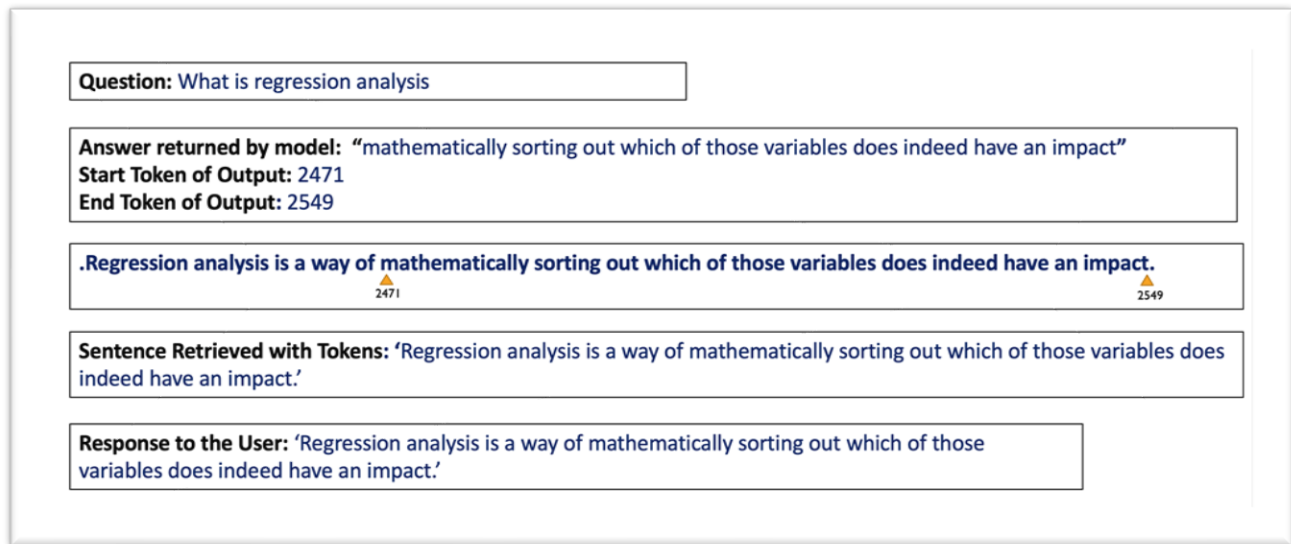 Question: What is regression analysis
Answer returned by model: “mathematically sorting out which of those variables does indeed have an impact”
Start Token of Output: 2471
End Token of Output: 2549
.Regression analysis is a way of mathematically sorting out which of those variables does indeed have an impact.
2471 2549
Sentence Retrieved with Tokens: ‘Regression analysis is a way of mathematically sorting out which of those variables does
indeed have an impact.’
Response to the User: ‘Regression analysis is a way of mathematically sorting out which of those
variables does indeed have an impact.’